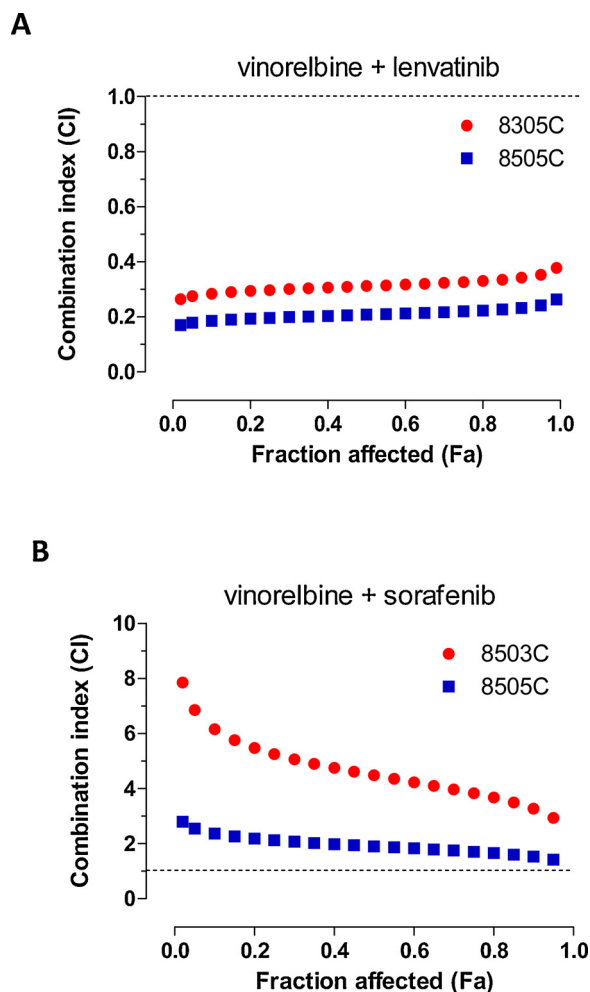 A
vinorelbine + lenvatinib
1.0
0.8
0.6
0.4
0.2
0.0
Combination index (CI)
8305C
8505C
0.0 0.2 0.4 0.6 0.8 1.0
Fraction affected (Fa)
B
vinorelbine + sorafenib
10
8
6
4
2
0
Combination index (CI)
8503C
8505C
0.0 0.2 0.4 0.6 0.8 1.0
Fraction affected (Fa)